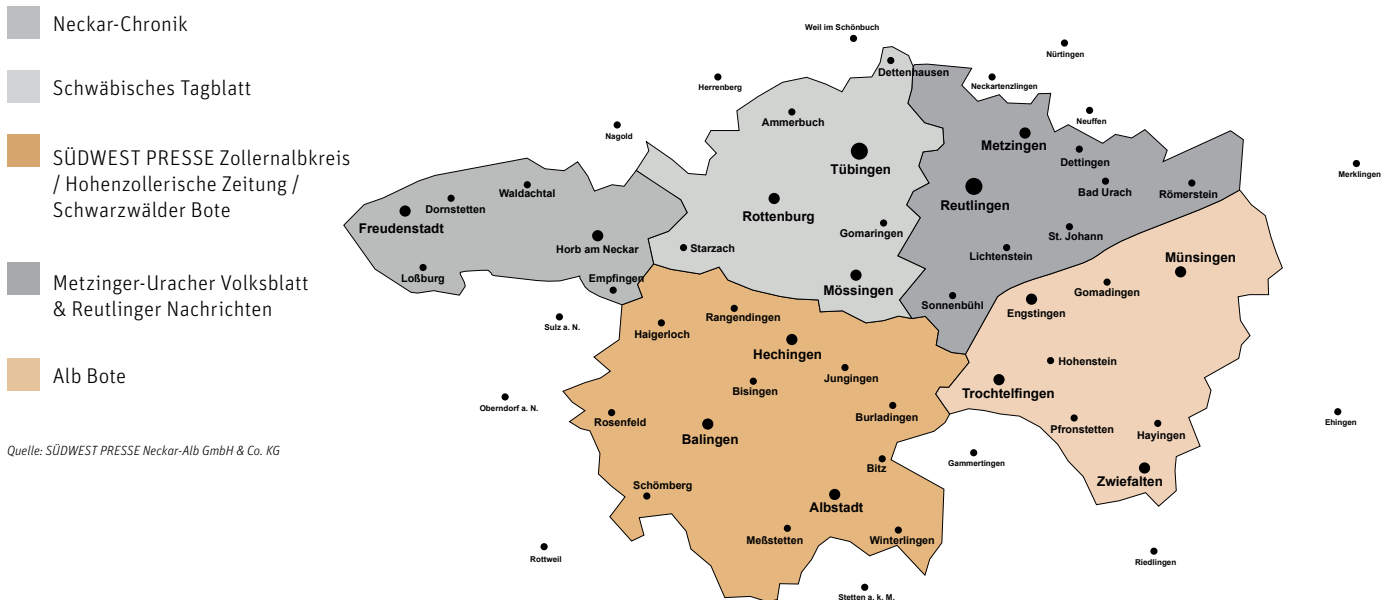 Neckar-Chronik
Schwäbisches Tagblatt
SÜDWEST PRESSE Zollernalbkreis
/ Hohenzollerische Zeitung /
Schwarzwälder Bote
Metzinger-Uracher Volksblatt
& Reutlinger Nachrichten
Alb Bote
Quelle: SÜDWEST PRESSE Neckar-Alb GmbH & Co. KG
Weil im Schönbuch
Nürtingen
Dettenhausen
Herrenberg
Neckartenzlingen
Ammerbuch
Neuffen
Nagold
Metzingen
Dettingen
Tübingen
Merklingen
Waldachtal
Bad Urach
Römerstein
Dornstetten
Reutlingen
Rottenburg
Freudenstadt
Gomaringen
St. Johann
Horb am Neckar
Starzach
Lichtenstein
Münsingen
Loßburg
Empfingen
Mössingen
Gomadingen
Sonnenbühl
Engstingen
Rangendingen
Sulz a. N.
Haigerloch
Hechingen
Hohenstein
Jungingen
Bisingen
Trochtelfingen
Oberndorf a. N.
Burladingen
Rosenfeld
Ehingen
Pfronstetten
Hayingen
Balingen
Gammertingen
Bitz
Zwiefalten
Schömberg
Albstadt
Meßstetten
Winterlingen
Rottweil
Riedlingen
Stetten a. k. M.